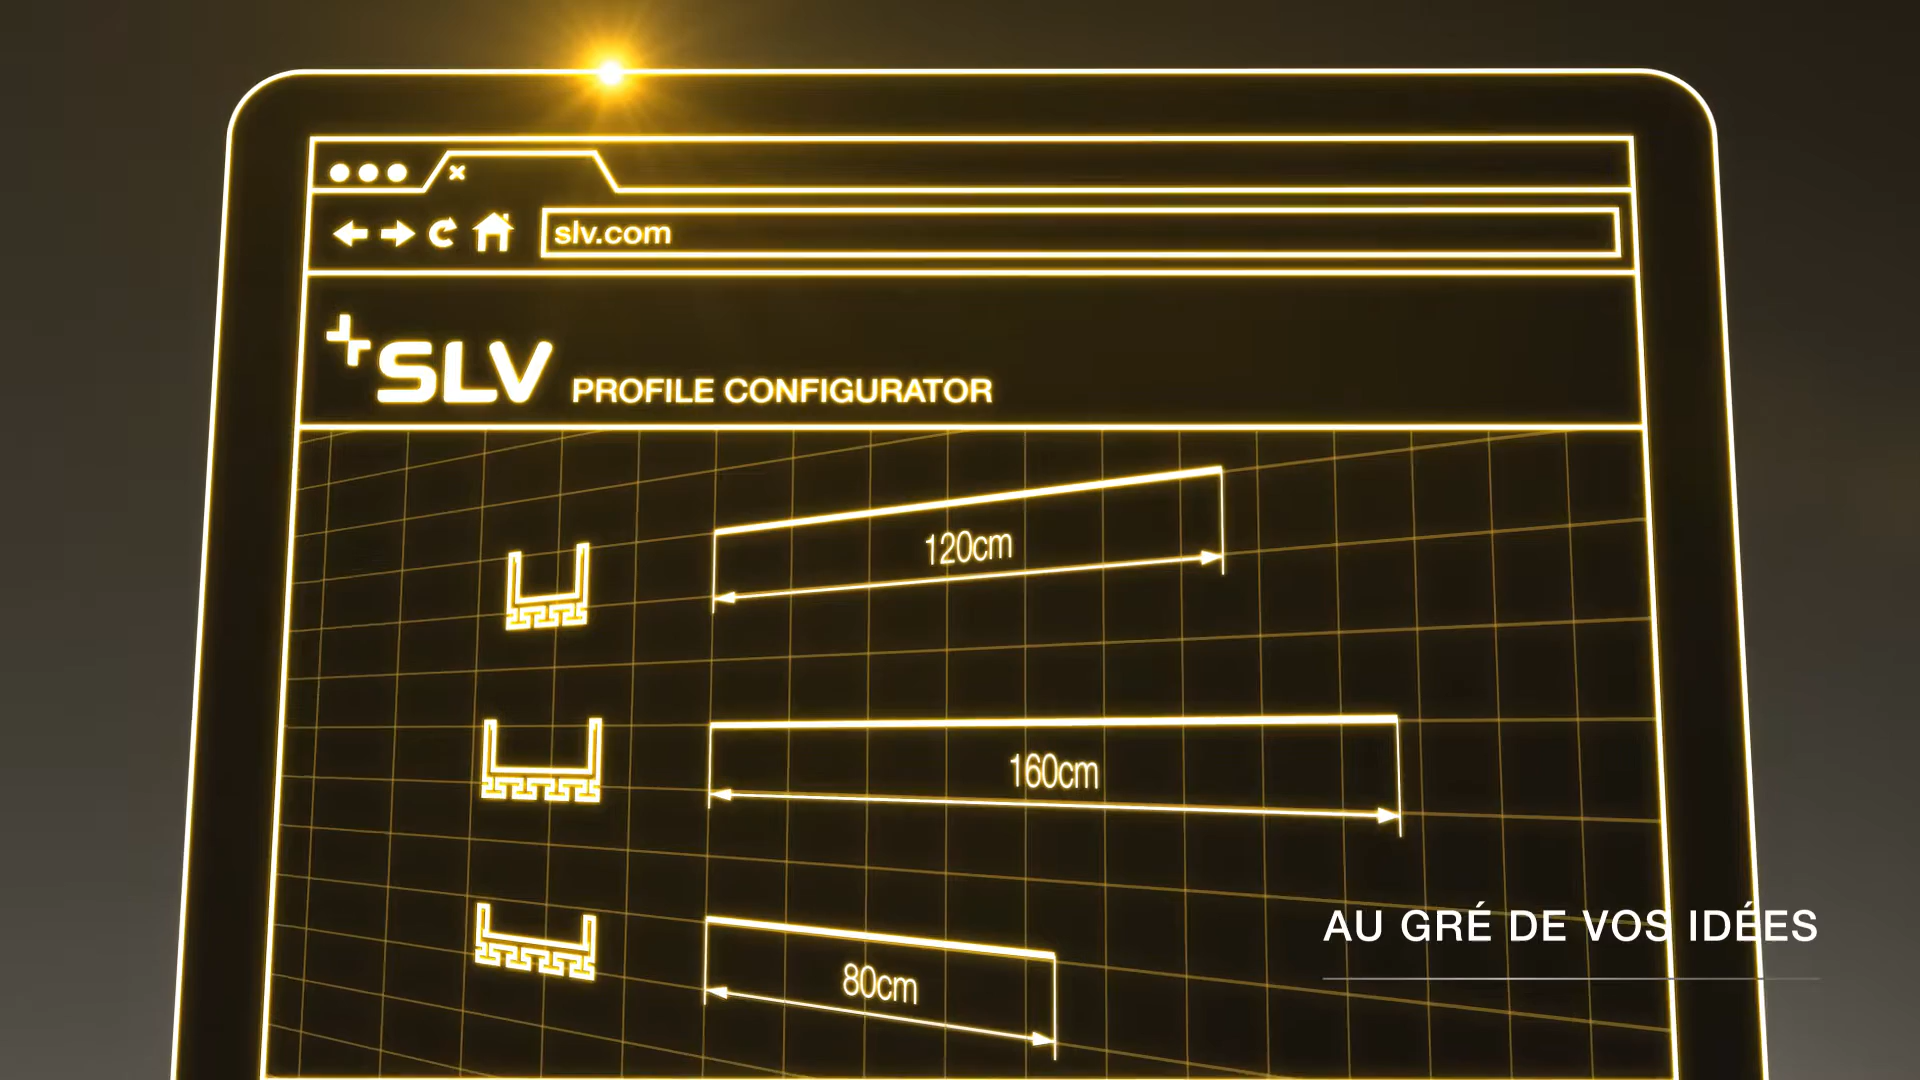 slv.com
SLV PROFILE CONFIGURATOR
120cm
160cm
80cm
AU GRÉ DE VOS IDÉES